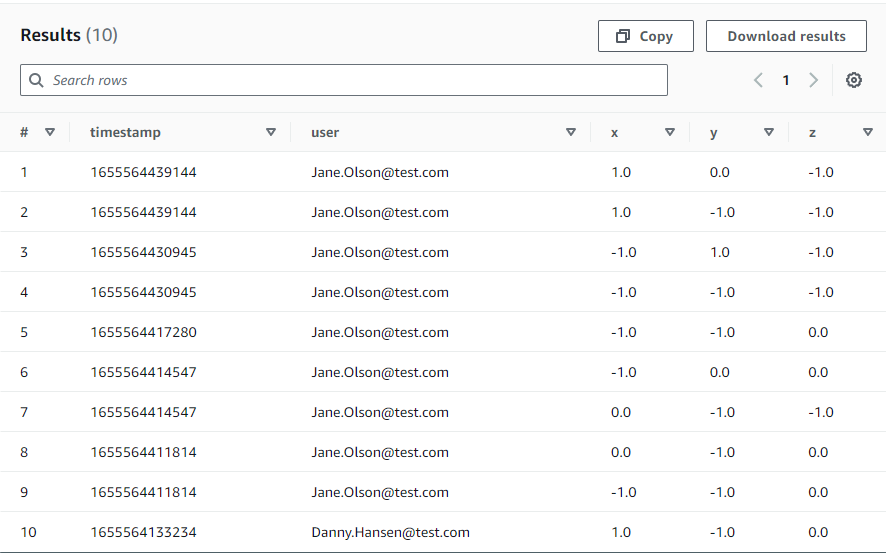 Results (10)
Copy
Download results
Search rows
1
# timestamp user x y z
1 1655564439144 Jane.Olson@test.com 1.0 0.0 -1.0
2 1655564439144 Jane.Olson@test.com 1.0 -1.0 -1.0
3 1655564430945 Jane.Olson@test.com -1.0 1.0 -1.0
4 1655564430945 Jane.Olson@test.com -1.0 -1.0 -1.0
5 1655564417280 Jane.Olson@test.com -1.0 -1.0 0.0
6 1655564414547 Jane.Olson@test.com -1.0 0.0 0.0
7 1655564414547 Jane.Olson@test.com 0.0 -1.0 -1.0
8 1655564411814 Jane.Olson@test.com 0.0 -1.0 0.0
9 1655564411814 Jane.Olson@test.com -1.0 -1.0 0.0
10 1655564133234 Danny.Hansen@test.com 1.0 -1.0 0.0